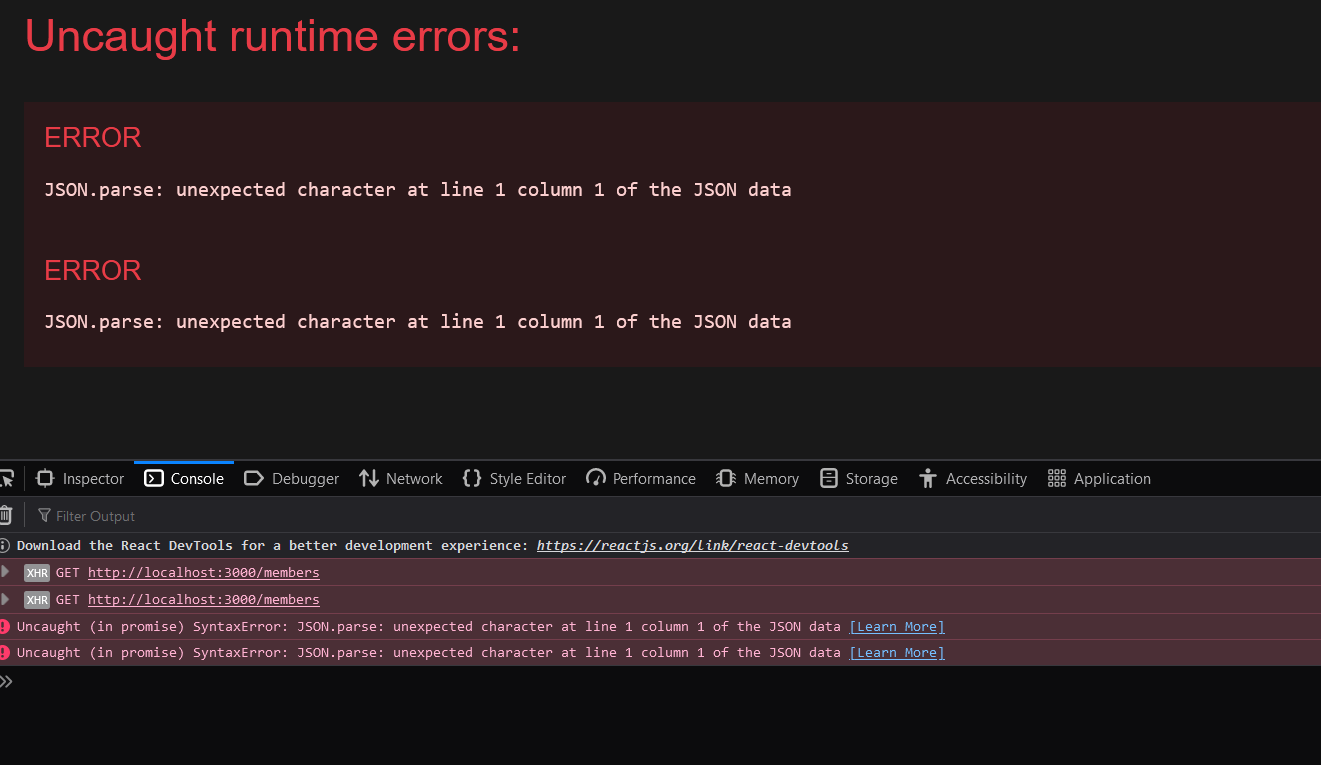 Uncaught runtime errors:
ERROR
JSON.parse: unexpected character at line 1 column 1 of the JSON data
ERROR
JSON.parse: unexpected character at line 1 column 1 of the JSON data
Inspector Console Debugger Network Style Editor Performance Memory Storage Accessibility Application
Filter Output
Download the React DevTools for a better development experience: https://reactjs.org/link/react-devtools
XHR GET http://localhost:3000/members
XHR GET http://localhost:3000/members
Uncaught (in promise) SyntaxError: JSON.parse: unexpected character at line 1 column 1 of the JSON data [Learn More]
Uncaught (in promise) SyntaxError: JSON.parse: unexpected character at line 1 column 1 of the JSON data [Learn More]